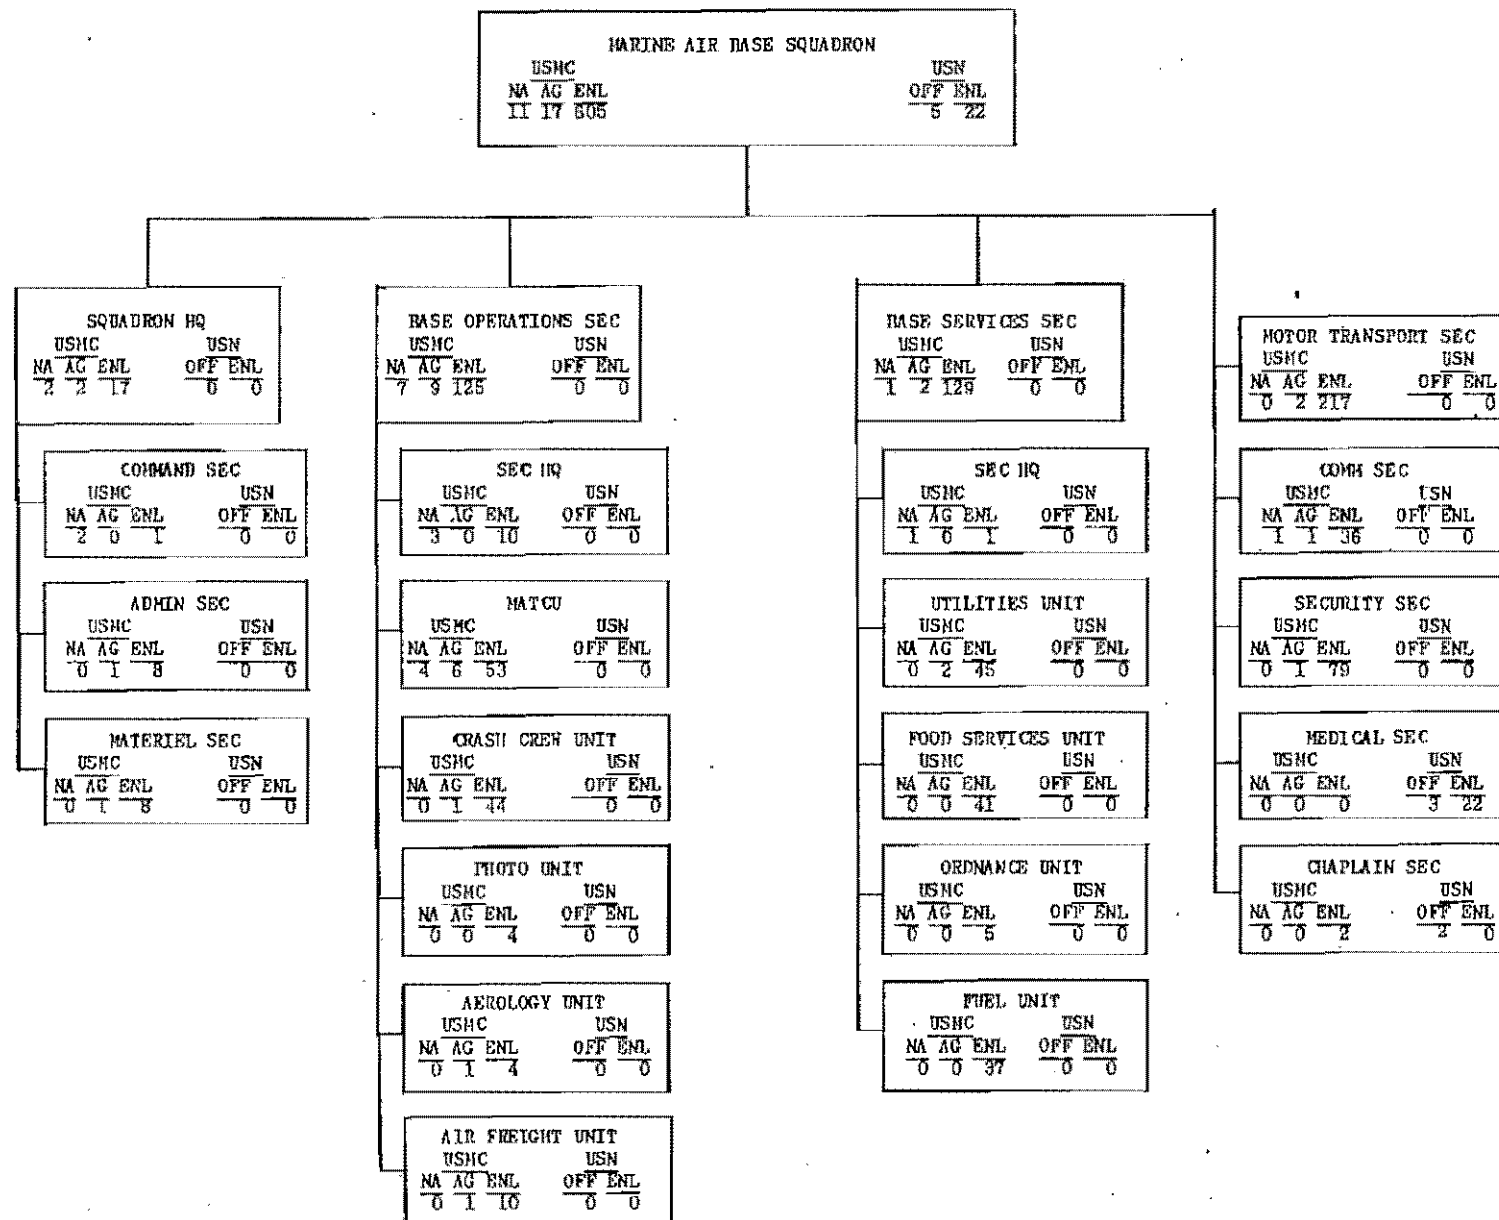 MARINE AIR BASE SQUADRON
USMC USN
NA AG ENL OFF ENL
11 17 605 5 22
SQUADRON HQ
USMC USN
NA AG ENL OFF ENL
2 2 17 0 0
COMMAND SEC
USMC USN
NA AG ENL OFF ENL
2 0 1 0 0
ADMIN SEC
USMC USN
NA AG ENL OFF ENL
0 1 8 0 0
MATERIEL SEC
USMC USN
NA AG ENL OFF ENL
0 1 8 0 0
BASE OPERATIONS SEC
USMC USN
NA AG ENL OFF ENL
7 9 125 0 0
SEC HQ
USMC USN
NA AG ENL OFF ENL
3 0 10 0 0
MATCU
USMC USN
NA AG ENL OFF ENL
4 6 53 0 0
CRASH CREW UNIT
USMC USN
NA AG ENL OFF ENL
0 1 44 0 0
PHOTO UNIT
USMC USN
NA AG ENL OFF ENL
0 0 4 0 0
AEROLOGY UNIT
USMC USN
NA AG ENL OFF ENL
0 1 4 0 0
AIR FREIGHT UNIT
USMC USN
NA AG ENL OFF ENL
0 1 10 0 0
BASE SERVICES SEC
USMC USN
NA AG ENL OFF ENL
1 2 129 0 0
SEC HQ
USMC USN
NA AG ENL OFF ENL
1 0 1 0 0
UTILITIES UNIT
USMC USN
NA AG ENL OFF ENL
0 2 45 0 0
FOOD SERVICES UNIT
USMC USN
NA AG ENL OFF ENL
0 0 41 0 0
ORDNANCE UNIT
USMC USN
NA AG ENL OFF ENL
0 0 5 0 0
FUEL UNIT
USMC USN
NA AG ENL OFF ENL
0 0 37 0 0
MOTOR TRANSPORT SEC
USMC USN
NA AG ENL OFF ENL
0 2 217 0 0
COMM SEC
USMC USN
NA AG ENL OFF ENL
1 1 36 0 0
SECURITY SEC
USMC USN
NA AG ENL OFF ENL
0 1 79 0 0
MEDICAL SEC
USMC USN
NA AG ENL OFF ENL
0 0 0 3 22
CHAPLAIN SEC
USMC USN
NA AG ENL OFF ENL
0 0 2 2 0